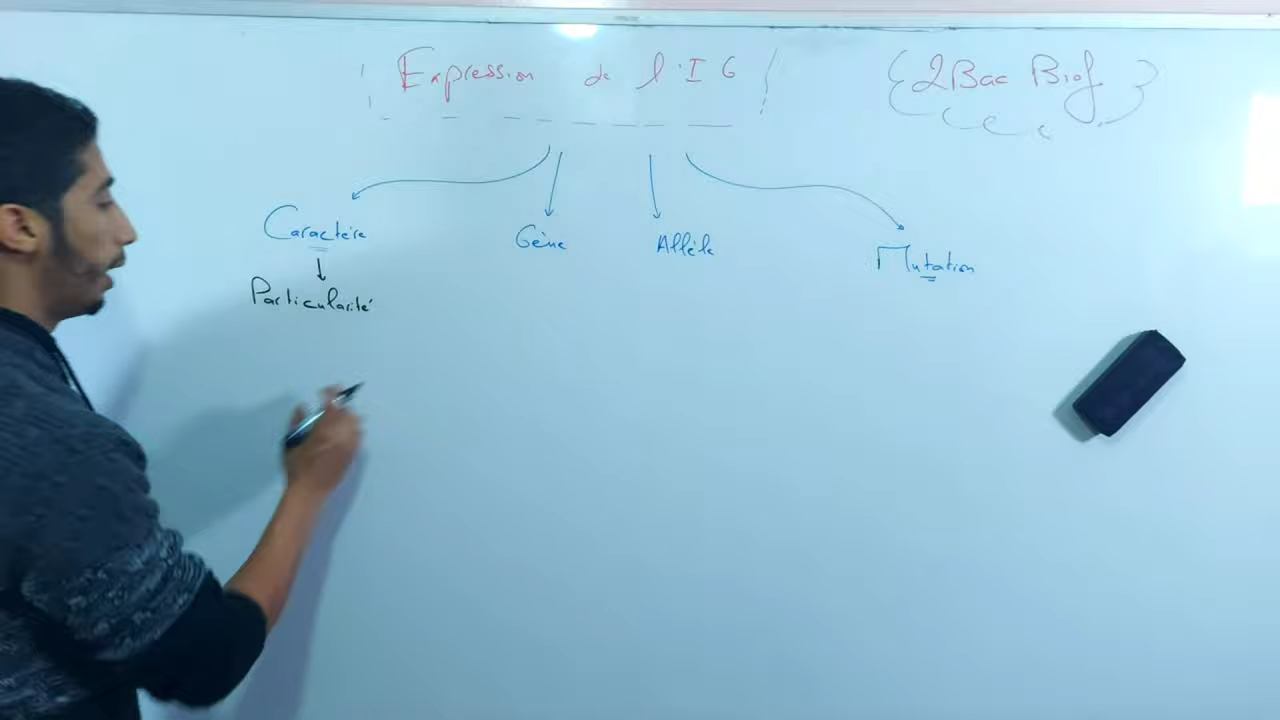 Expression de l'IG
2Bac Biof
Caractère
Gène
Allèle
Mutation
Particularité